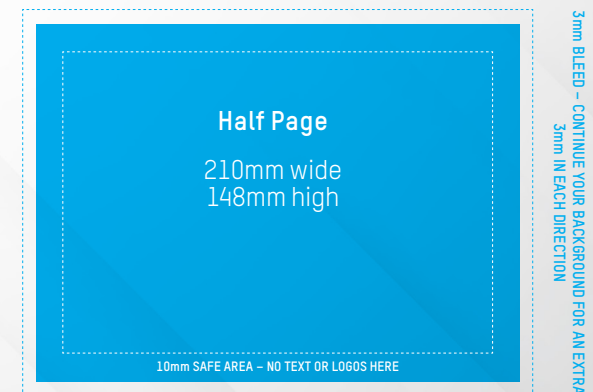 Half Page
210mm wide
148mm high
10mm SAFE AREA – NO TEXT OR LOGOS HERE
3mm BLEED – CONTINUE YOUR BACKGROUND FOR AN EXTRA
3mm IN EACH DIRECTION